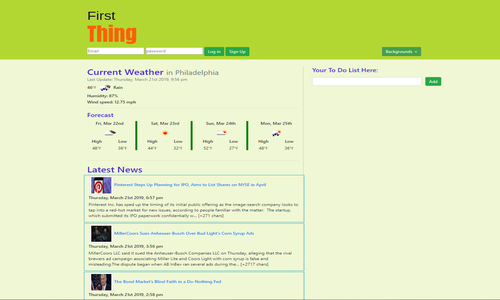 First
Thing
Email
password
Log in
Sign Up
Backgrounds
Current Weather in Philadelphia
Last Update: Thursday, March 21st 2019, 9:56 pm
46°F
Rain
Humidity: 87%
Wind speed: 12.73 mph
Forecast
Fri, Mar 22nd
Sat, Mar 23rd
Sun, Mar 24th
Mon, Mar 25th
High Low
High Low
High Low
High Low
48°F 36°F
44°F 32°F
52°F 27°F
48°F 36°F
Your To Do List Here:
Add
Latest News
Pinterest Steps Up Planning for IPO, Aims to List Shares on NYSE in April
Thursday, March 21st 2019, 6:57 pm
Pinterest Inc. has sped up the timing of its initial public offering as the image-search company looks to
tap into a red-hot market for new issues, according to people familiar with the matter. The startup
which submitted its IPO paperwork confidentially w… [+271 chars]
MillerCoors Sues Anheuser-Busch Over Bud Light's Corn Syrup Ads
Thursday, March 21st 2019, 3:56 pm
MillerCoors LLC said it sued the Anheuser-Busch Companies LLC on Thursday, alleging that the rival
brewers ad campaign associating Miller Lite and Coors Light with corn syrup is false and
misleading.The dispute began when AB InBev ran several ads during the… [+2717 chars]
The Bond Market's Blind Faith in a Do-Nothing Fed
Thursday, March 21st 2019, 2:58 pm